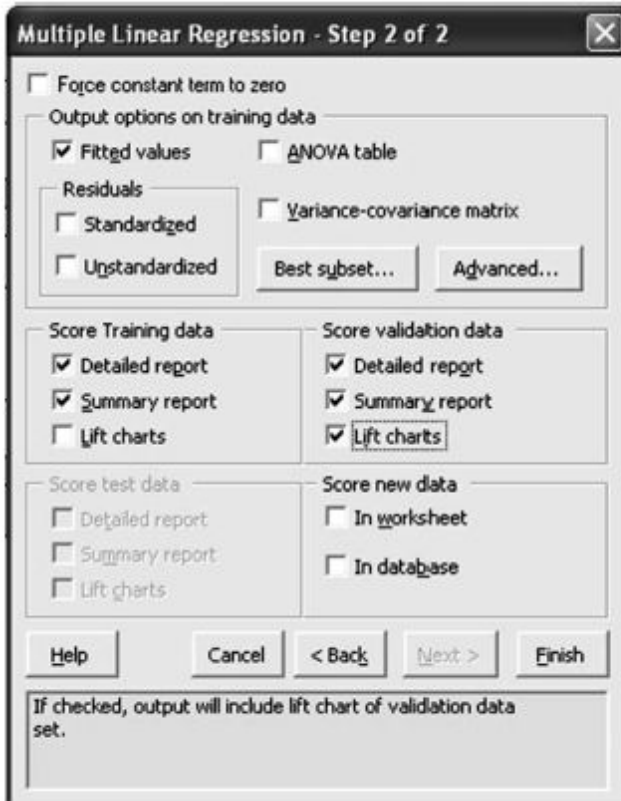 Multiple Linear Regression - Step 2 of 2
Force constant term to zero
Output options on training data
Fitted values
ANOVA table
Residuals
Standardized
Variance-covariance matrix
Unstandardized
Best subset...
Advanced...
Score Training data
Detailed report
Summary report
Lift charts
Score validation data
Detailed report
Summary report
Lift charts
Score test data
Detailed report
Summary report
Lift charts
Score new data
In worksheet
In database
Help
Cancel
< Back
Next >
Finish
If checked, output will include lift chart of validation data
set.